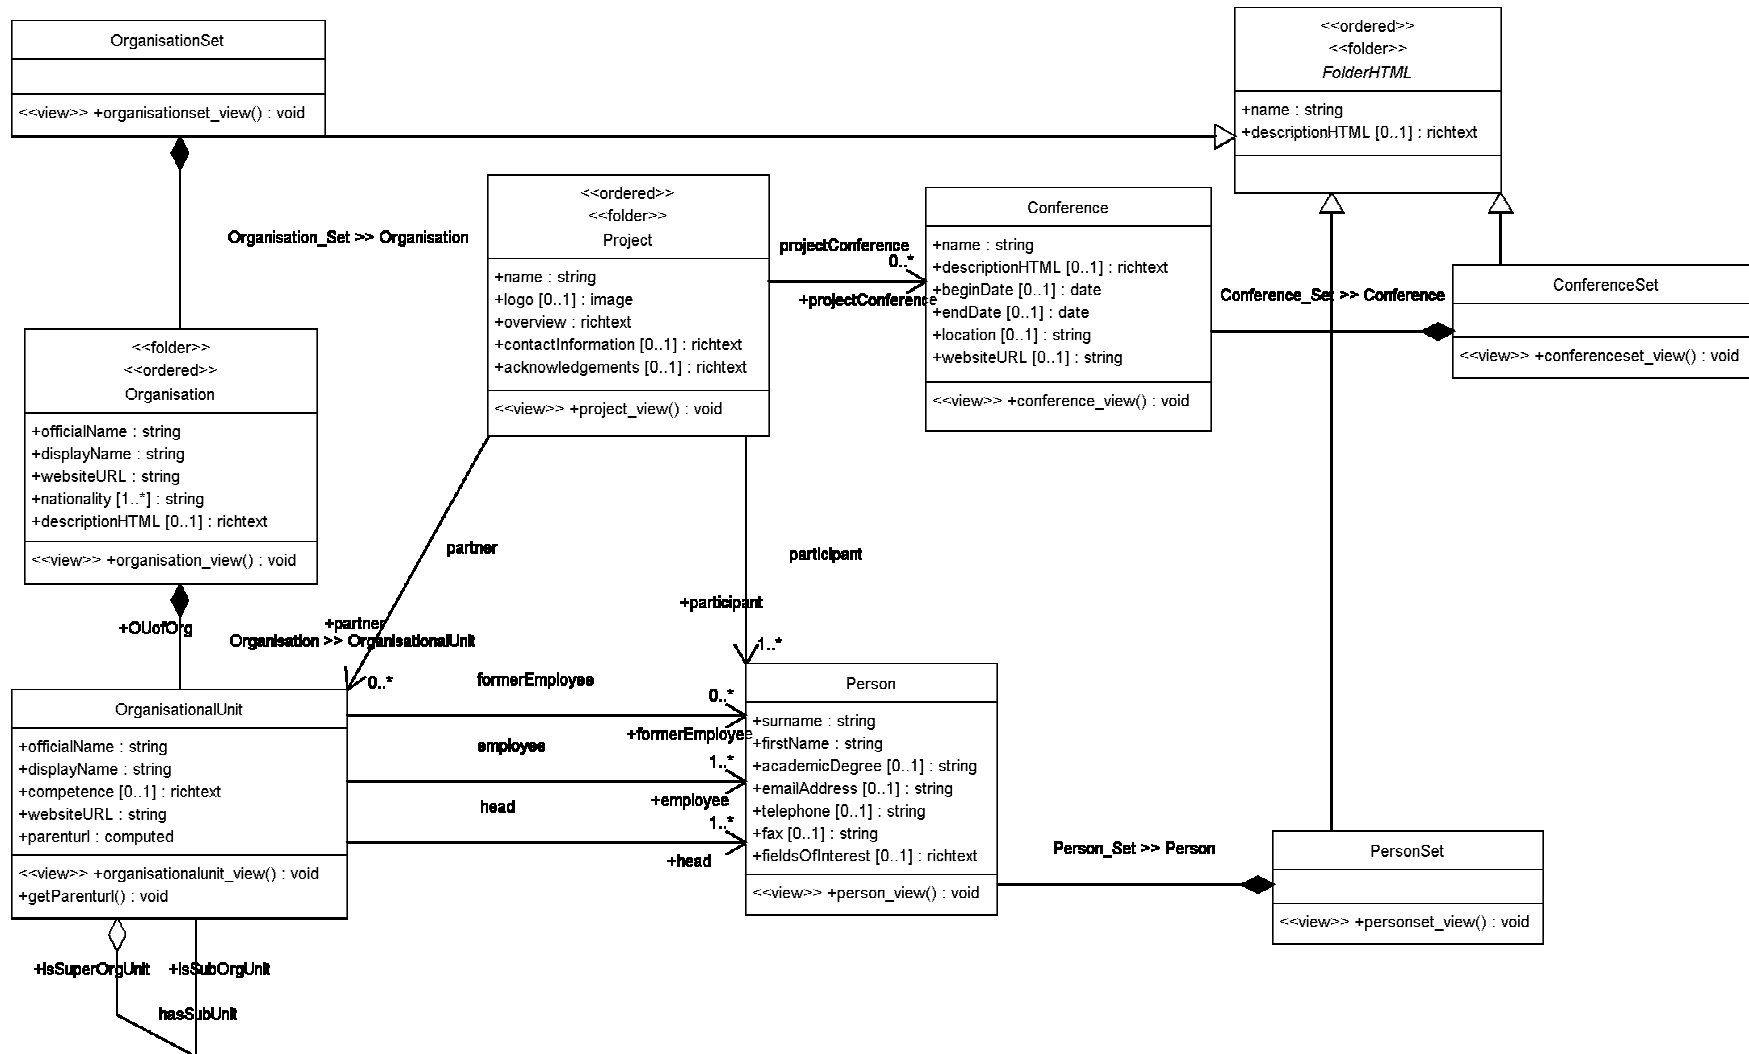 OrganisationSet
<<view>> +organisationset_view() : void
<<ordered>>
<<folder>>
FolderHTML
+name : string
+descriptionHTML [0..1] : richtext
Organisation_Set >> Organisation
<<ordered>>
<<folder>>
Project
+name : string
+logo [0..1] : image
+overview : richtext
+contactInformation [0..1] : richtext
+acknowledgements [0..1] : richtext
<<view>> +project_view() : void
projectConference
0..*
+projectConference
Conference
+name : string
+descriptionHTML [0..1] : richtext
+beginDate [0..1] : date
+endDate [0..1] : date
+location [0..1] : string
+websiteURL [0..1] : string
<<view>> +conference_view() : void
Conference_Set >> Conference
ConferenceSet
<<view>> +conferenceset_view() : void
<<folder>>
<<ordered>>
Organisation
+officialName : string
+displayName : string
+websiteURL : string
+nationality [1..*] : string
+descriptionHTML [0..1] : richtext
<<view>> +organisation_view() : void
partner
participant
+OUofOrg
+partner
Organisation >> OrganisationalUnit
0..*
+participant
1..*
OrganisationalUnit
+officialName : string
+displayName : string
+competence [0..1] : richtext
+websiteURL : string
+parenturl : computed
<<view>> +organisationalunit_view() : void
+getParenturl() : void
formerEmployee
0..*
+formerEmployee
employee
1..*
+employee
head
1..*
+head
Person
+surname : string
+firstName : string
+academicDegree [0..1] : string
+emailAddress [0..1] : string
+telephone [0..1] : string
+fax [0..1] : string
+fieldsOfInterest [0..1] : richtext
<<view>> +person_view() : void
Person_Set >> Person
PersonSet
<<view>> +personset_view() : void
+isSuperOrgUnit
+isSubOrgUnit
hasSubUnit